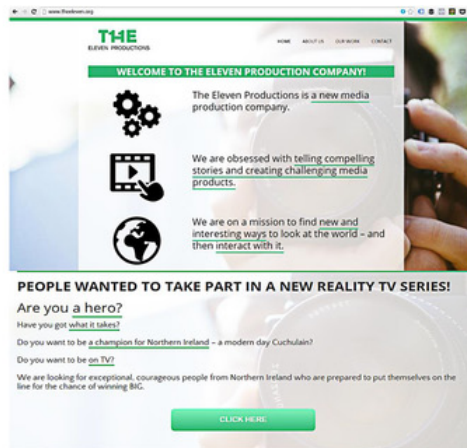 www.theeleven.org
THE
ELEVEN PRODUCTIONS
HOME ABOUT US OUR WORK CONTACT
WELCOME TO THE ELEVEN PRODUCTION COMPANY!
The Eleven Productions is a new media
production company.
We are obsessed with telling compelling
stories and creating challenging media
products.
We are on a mission to find new and
interesting ways to look at the world – and
then interact with it.
PEOPLE WANTED TO TAKE PART IN A NEW REALITY TV SERIES!
Are you a hero?
Have you got what it takes?
Do you want to be a champion for Northern Ireland – a modern day Cuchulain?
Do you want to be on TV?
We are looking for exceptional, courageous people from Northern Ireland who are prepared to put themselves on the
line for the chance of winning BIG.
CLICK HERE